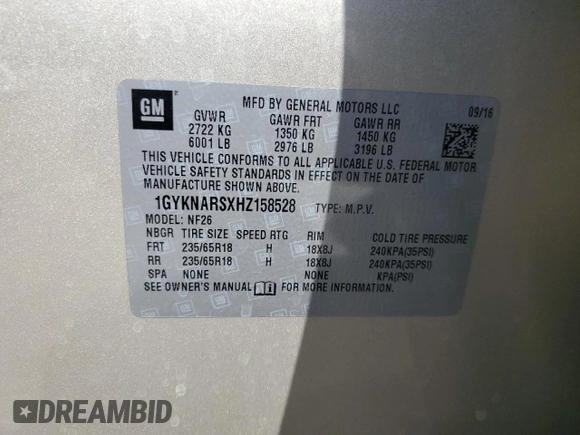 GM
MFD BY GENERAL MOTORS LLC 09/16
GVWR GAWR FRT GAWR RR
2722 KG 1350 KG 1450 KG
6001 LB 2976 LB 3196 LB
THIS VEHICLE CONFORMS TO ALL APPLICABLE U.S. FEDERAL MOTOR
VEHICLE SAFETY STANDARDS IN EFFECT ON THE DATE OF
MANUFACTURE SHOWN ABOVE.
1GYKNARSXHZ158528 TYPE: M.P.V.
MODEL: NF26
NBGR TIRE SIZE SPEED RTG RIM COLD TIRE PRESSURE
FRT 235/65R18 H 18X8J 240KPA(35PSI)
RR 235/65R18 H 18X8J 240KPA(35PSI)
SPA NONE NONE KPA(PSI)
SEE OWNER'S MANUAL FOR MORE INFORMATION.
DREAMBID